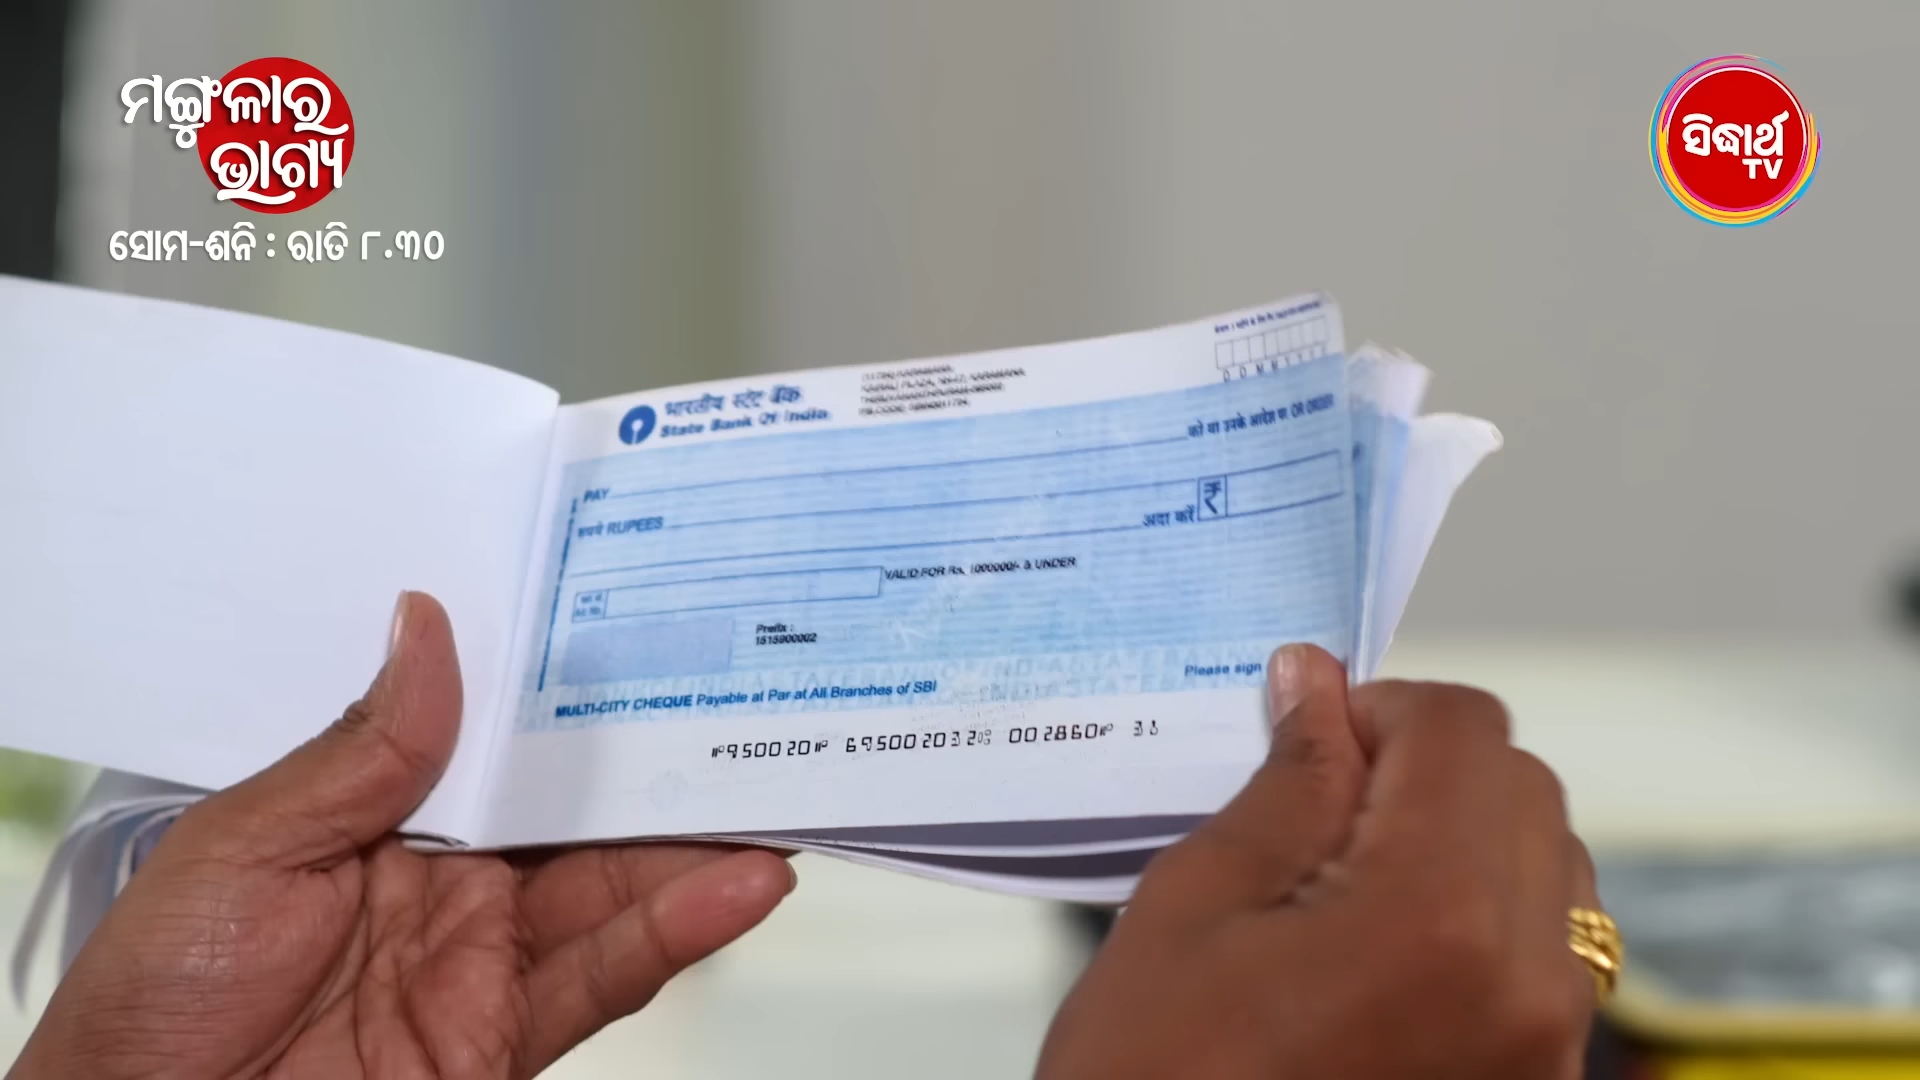 ମଙ୍ଗୁଳାର
ଭାଗ୍ୟ
ସୋମ-ଶନି : ରାତି ୮.୩୦
ସିଦ୍ଧାର୍ଥ
TV
भारतीय स्टेट बैंक
State Bank Of India
D D M M Y Y Y Y
PAY
को या उनके आदेश पर OR ORDER
रुपये RUPEES
अदा करें ₹
VALID FOR Rs. 1000000/- & UNDER
Prefix :
1515900002
Please sign
MULTI-CITY CHEQUE Payable at Par at All Branches of SBI